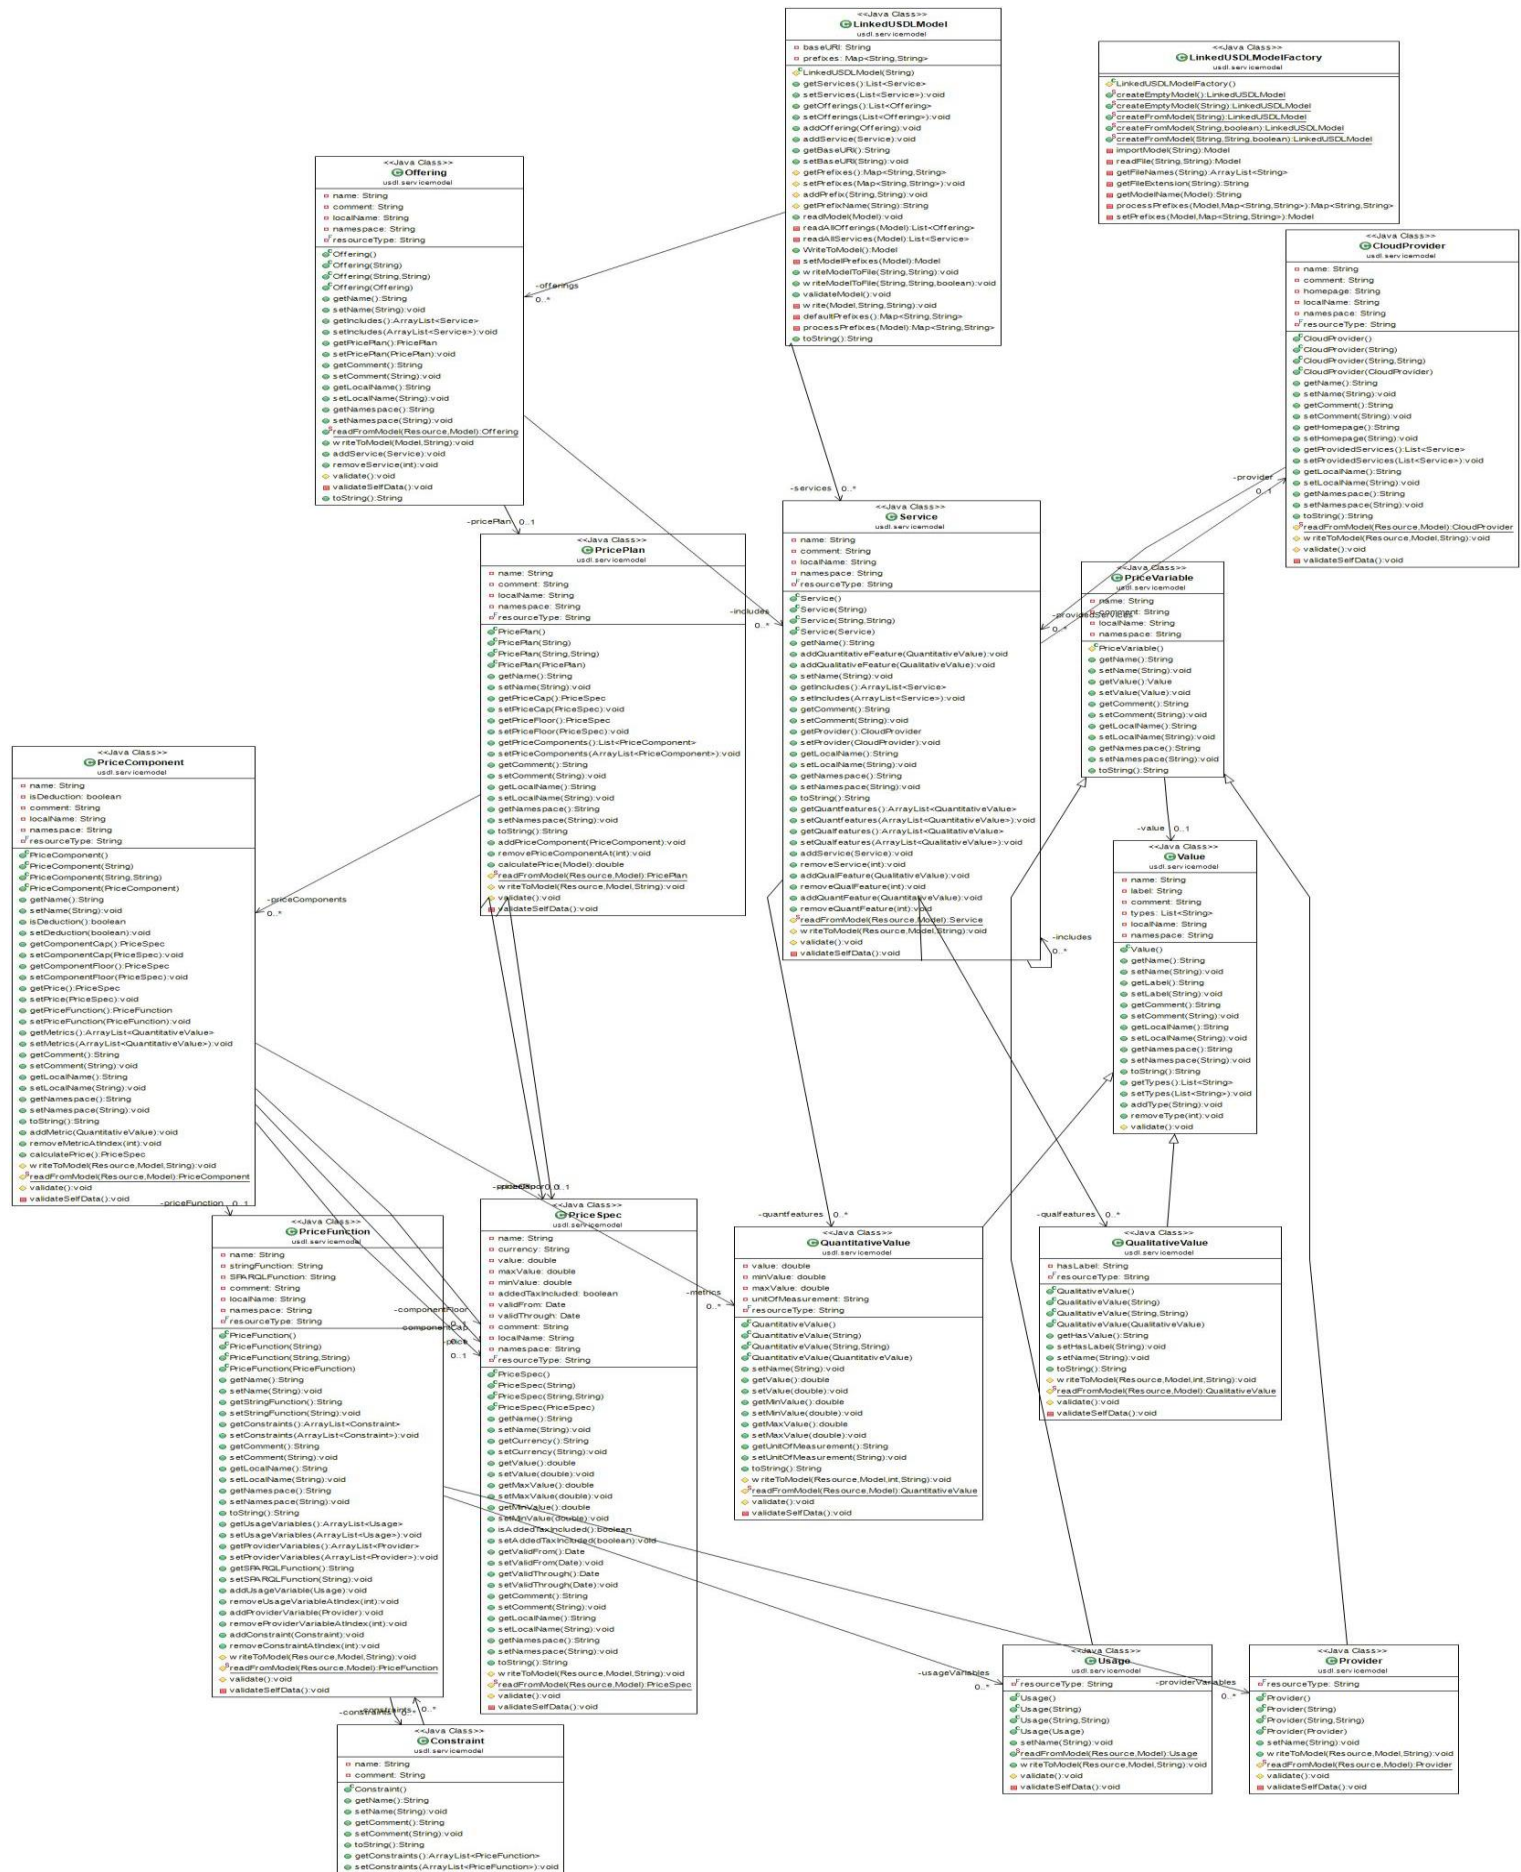 <<Java Class>>
LinkedUSDLModel
usdl.servicemodel
baseURI: String
prefixes: Map<String,String>
LinkedUSDLModel(String)
getServices():List<Service>
setServices(List<Service>):void
getOfferings():List<Offering>
setOfferings(List<Offering>):void
addOffering(Offering):void
addService(Service):void
getBaseURI():String
setBaseURI(String):void
getPrefixes():Map<String,String>
setPrefixes(Map<String,String>):void
addPrefix(String,String):void
getPrefixName(String):String
readModel(Model):void
readAllOfferings(Model):List<Offering>
readAllServices(Model):List<Service>
WriteToModel():Model
setModelPrefixes(Model):Model
writeModelToFile(String,String):void
writeModelToFile(String,String,boolean):void
validateModel():void
write(Model,String,String):void
defaultPrefixes():Map<String,String>
processPrefixes(Model):Map<String,String>
toString():String
<<Java Class>>
LinkedUSDLModelFactory
usdl.servicemodel
LinkedUSDLModelFactory()
createEmptyModel():LinkedUSDLModel
createEmptyModel(String):LinkedUSDLModel
createFromModel(String):LinkedUSDLModel
createFromModel(String,boolean):LinkedUSDLModel
createFromModel(String,String,boolean):LinkedUSDLModel
importModel(String):Model
readFile(String,String):Model
getFileNames(String):ArrayList<String>
getFileExtension(String):String
getModelName(Model):String
processPrefixes(Model,Map<String,String>):Map<String,String>
setPrefixes(Model,Map<String,String>):Model
<<Java Class>>
Offering
usdl.servicemodel
name: String
comment: String
localName: String
namespace: String
resourceType: String
Offering()
Offering(String)
Offering(String,String)
Offering(Offering)
getName():String
setName(String):void
getIncludes():ArrayList<Service>
setIncludes(ArrayList<Service>):void
getPricePlan():PricePlan
setPricePlan(PricePlan):void
getComment():String
setComment(String):void
getLocalName():String
setLocalName(String):void
getNamespace():String
setNamespace(String):void
readFromModel(Resource,Model):Offering
writeToModel(Model,String):void
addService(Service):void
removeService(int):void
validate():void
validateSelfData():void
toString():String
-offerings
0..*
<<Java Class>>
CloudProvider
usdl.servicemodel
name: String
comment: String
homepage: String
localName: String
namespace: String
resourceType: String
CloudProvider()
CloudProvider(String)
CloudProvider(String,String)
CloudProvider(CloudProvider)
getName():String
setName(String):void
getComment():String
setComment(String):void
getHomepage():String
setHomepage(String):void
getProvidedServices():List<Service>
setProvidedServices(List<Service>):void
getLocalName():String
setLocalName(String):void
getNamespace():String
setNamespace(String):void
toString():String
readFromModel(Resource,Model):CloudProvider
writeToModel(Resource,Model,String):void
validate():void
validateSelfData():void
-services 0..*
-provider
0..1
-pricePlan 0..1
<<Java Class>>
PricePlan
usdl.servicemodel
name: String
comment: String
localName: String
namespace: String
resourceType: String
PricePlan()
PricePlan(String)
PricePlan(String,String)
PricePlan(PricePlan)
getName():String
setName(String):void
getPriceCap():PriceSpec
setPriceCap(PriceSpec):void
getPriceFloor():PriceSpec
setPriceFloor(PriceSpec):void
getPriceComponents():List<PriceComponent>
setPriceComponents(ArrayList<PriceComponent>):void
getComment():String
setComment(String):void
getLocalName():String
setLocalName(String):void
getNamespace():String
setNamespace(String):void
toString():String
addPriceComponent(PriceComponent):void
removePriceComponentAt(int):void
calculatePrice(Model):double
readFromModel(Resource,Model):PricePlan
writeToModel(Resource,Model,String):void
validate():void
validateSelfData():void
-includes
0..*
<<Java Class>>
Service
usdl.servicemodel
name: String
comment: String
localName: String
namespace: String
resourceType: String
Service()
Service(String)
Service(String,String)
Service(Service)
getName():String
addQuantitativeFeature(QuantitativeValue):void
addQualitativeFeature(QualitativeValue):void
setName(String):void
getIncludes():ArrayList<Service>
setIncludes(ArrayList<Service>):void
getComment():String
setComment(String):void
getProvider():CloudProvider
setProvider(CloudProvider):void
getLocalName():String
setLocalName(String):void
getNamespace():String
setNamespace(String):void
toString():String
getQuantfeatures():ArrayList<QuantitativeValue>
setQuantfeatures(ArrayList<QuantitativeValue>):void
getQualfeatures():ArrayList<QualitativeValue>
setQualfeatures(ArrayList<QualitativeValue>):void
addService(Service):void
removeService(int):void
addQualFeature(QualitativeValue):void
removeQualFeature(int):void
addQuantFeature(QuantitativeValue):void
removeQuantFeature(int):void
readFromModel(Resource,Model):Service
writeToModel(Resource,Model,String):void
validate():void
validateSelfData():void
-includes
0..*
-providedServices
0..*
<<Java Class>>
PriceVariable
usdl.servicemodel
name: String
comment: String
localName: String
namespace: String
PriceVariable()
getName():String
setName(String):void
getValue():Value
setValue(Value):void
getComment():String
setComment(String):void
getLocalName():String
setLocalName(String):void
getNamespace():String
setNamespace(String):void
toString():String
-value 0..1
<<Java Class>>
Value
usdl.servicemodel
name: String
label: String
comment: String
types: List<String>
localName: String
namespace: String
Value()
getName():String
setName(String):void
getLabel():String
setLabel(String):void
getComment():String
setComment(String):void
getLocalName():String
setLocalName(String):void
getNamespace():String
setNamespace(String):void
toString():String
getTypes():List<String>
setTypes(List<String>):void
addType(String):void
removeType(int):void
validate():void
<<Java Class>>
PriceComponent
usdl.servicemodel
name: String
isDeduction: boolean
comment: String
localName: String
namespace: String
resourceType: String
PriceComponent()
PriceComponent(String)
PriceComponent(String,String)
PriceComponent(PriceComponent)
getName():String
setName(String):void
isDeduction():boolean
setDeduction(boolean):void
getComponentCap():PriceSpec
setComponentCap(PriceSpec):void
getComponentFloor():PriceSpec
setComponentFloor(PriceSpec):void
getPrice():PriceSpec
setPrice(PriceSpec):void
getPriceFunction():PriceFunction
setPriceFunction(PriceFunction):void
getMetrics():ArrayList<QuantitativeValue>
setMetrics(ArrayList<QuantitativeValue>):void
getComment():String
setComment(String):void
getLocalName():String
setLocalName(String):void
getNamespace():String
setNamespace(String):void
toString():String
addMetric(QuantitativeValue):void
removeMetricAtIndex(int):void
calculatePrice():PriceSpec
writeToModel(Resource,Model,String):void
readFromModel(Resource,Model):PriceComponent
validate():void
validateSelfData():void
-priceComponents
0..*
-priceFunction 0..1
<<Java Class>>
PriceFunction
usdl.servicemodel
name: String
stringFunction: String
SPARQLFunction: String
comment: String
localName: String
namespace: String
resourceType: String
PriceFunction()
PriceFunction(String)
PriceFunction(String,String)
PriceFunction(PriceFunction)
getName():String
setName(String):void
getStringFunction():String
setStringFunction(String):void
getConstraints():ArrayList<Constraint>
setConstraints(ArrayList<Constraint>):void
getComment():String
setComment(String):void
getLocalName():String
setLocalName(String):void
getNamespace():String
setNamespace(String):void
toString():String
getUsageVariables():ArrayList<Usage>
setUsageVariables(ArrayList<Usage>):void
getProviderVariables():ArrayList<Provider>
setProviderVariables(ArrayList<Provider>):void
getSPARQLFunction():String
setSPARQLFunction(String):void
addUsageVariable(Usage):void
removeUsageVariableAtIndex(int):void
addProviderVariable(Provider):void
removeProviderVariableAtIndex(int):void
addConstraint(Constraint):void
removeConstraintAtIndex(int):void
writeToModel(Resource,Model,String):void
readFromModel(Resource,Model):PriceFunction
validate():void
validateSelfData():void
-componentFloor
-componentCap
-price
0..1
<<Java Class>>
PriceSpec
usdl.servicemodel
name: String
currency: String
value: double
maxValue: double
minValue: double
addedTaxIncluded: boolean
validFrom: Date
validThrough: Date
comment: String
localName: String
namespace: String
resourceType: String
PriceSpec()
PriceSpec(String)
PriceSpec(String,String)
PriceSpec(PriceSpec)
getName():String
setName(String):void
getCurrency():String
setCurrency(String):void
getValue():double
setValue(double):void
getMaxValue():double
setMaxValue(double):void
getMinValue():double
setMinValue(double):void
isAddedTaxIncluded():boolean
setAddedTaxIncluded(boolean):void
getValidFrom():Date
setValidFrom(Date):void
getValidThrough():Date
setValidThrough(Date):void
getComment():String
setComment(String):void
getLocalName():String
setLocalName(String):void
getNamespace():String
setNamespace(String):void
toString():String
writeToModel(Resource,Model,String):void
readFromModel(Resource,Model):PriceSpec
validate():void
validateSelfData():void
-metrics
0..*
-quantfeatures 0..*
<<Java Class>>
QuantitativeValue
usdl.servicemodel
value: double
minValue: double
maxValue: double
unitOfMeasurement: String
resourceType: String
QuantitativeValue()
QuantitativeValue(String)
QuantitativeValue(String,String)
QuantitativeValue(QuantitativeValue)
setName(String):void
getValue():double
setValue(double):void
getMinValue():double
setMinValue(double):void
getMaxValue():double
setMaxValue(double):void
getUnitOfMeasurement():String
setUnitOfMeasurement(String):void
toString():String
writeToModel(Resource,Model,int,String):void
readFromModel(Resource,Model):QuantitativeValue
validate():void
validateSelfData():void
-qualfeatures 0..*
<<Java Class>>
QualitativeValue
usdl.servicemodel
hasLabel: String
resourceType: String
QualitativeValue()
QualitativeValue(String)
QualitativeValue(String,String)
QualitativeValue(QualitativeValue)
getHasValue():String
setHasLabel(String):void
setName(String):void
toString():String
writeToModel(Resource,Model,int,String):void
readFromModel(Resource,Model):QualitativeValue
validate():void
validateSelfData():void
-usageVariables
0..*
<<Java Class>>
Usage
usdl.servicemodel
resourceType: String
Usage()
Usage(String)
Usage(String,String)
Usage(Usage)
setName(String):void
readFromModel(Resource,Model):Usage
writeToModel(Resource,Model,String):void
validate():void
validateSelfData():void
-providerVariables
0..*
<<Java Class>>
Provider
usdl.servicemodel
resourceType: String
Provider()
Provider(String)
Provider(String,String)
Provider(Provider)
setName(String):void
writeToModel(Resource,Model,String):void
readFromModel(Resource,Model):Provider
validate():void
validateSelfData():void
-constraints 0..*
-constraints 0..*
<<Java Class>>
Constraint
usdl.servicemodel
name: String
comment: String
Constraint()
getName():String
setName(String):void
getComment():String
setComment(String):void
toString():String
getConstraints():ArrayList<PriceFunction>
setConstraints(ArrayList<PriceFunction>):void